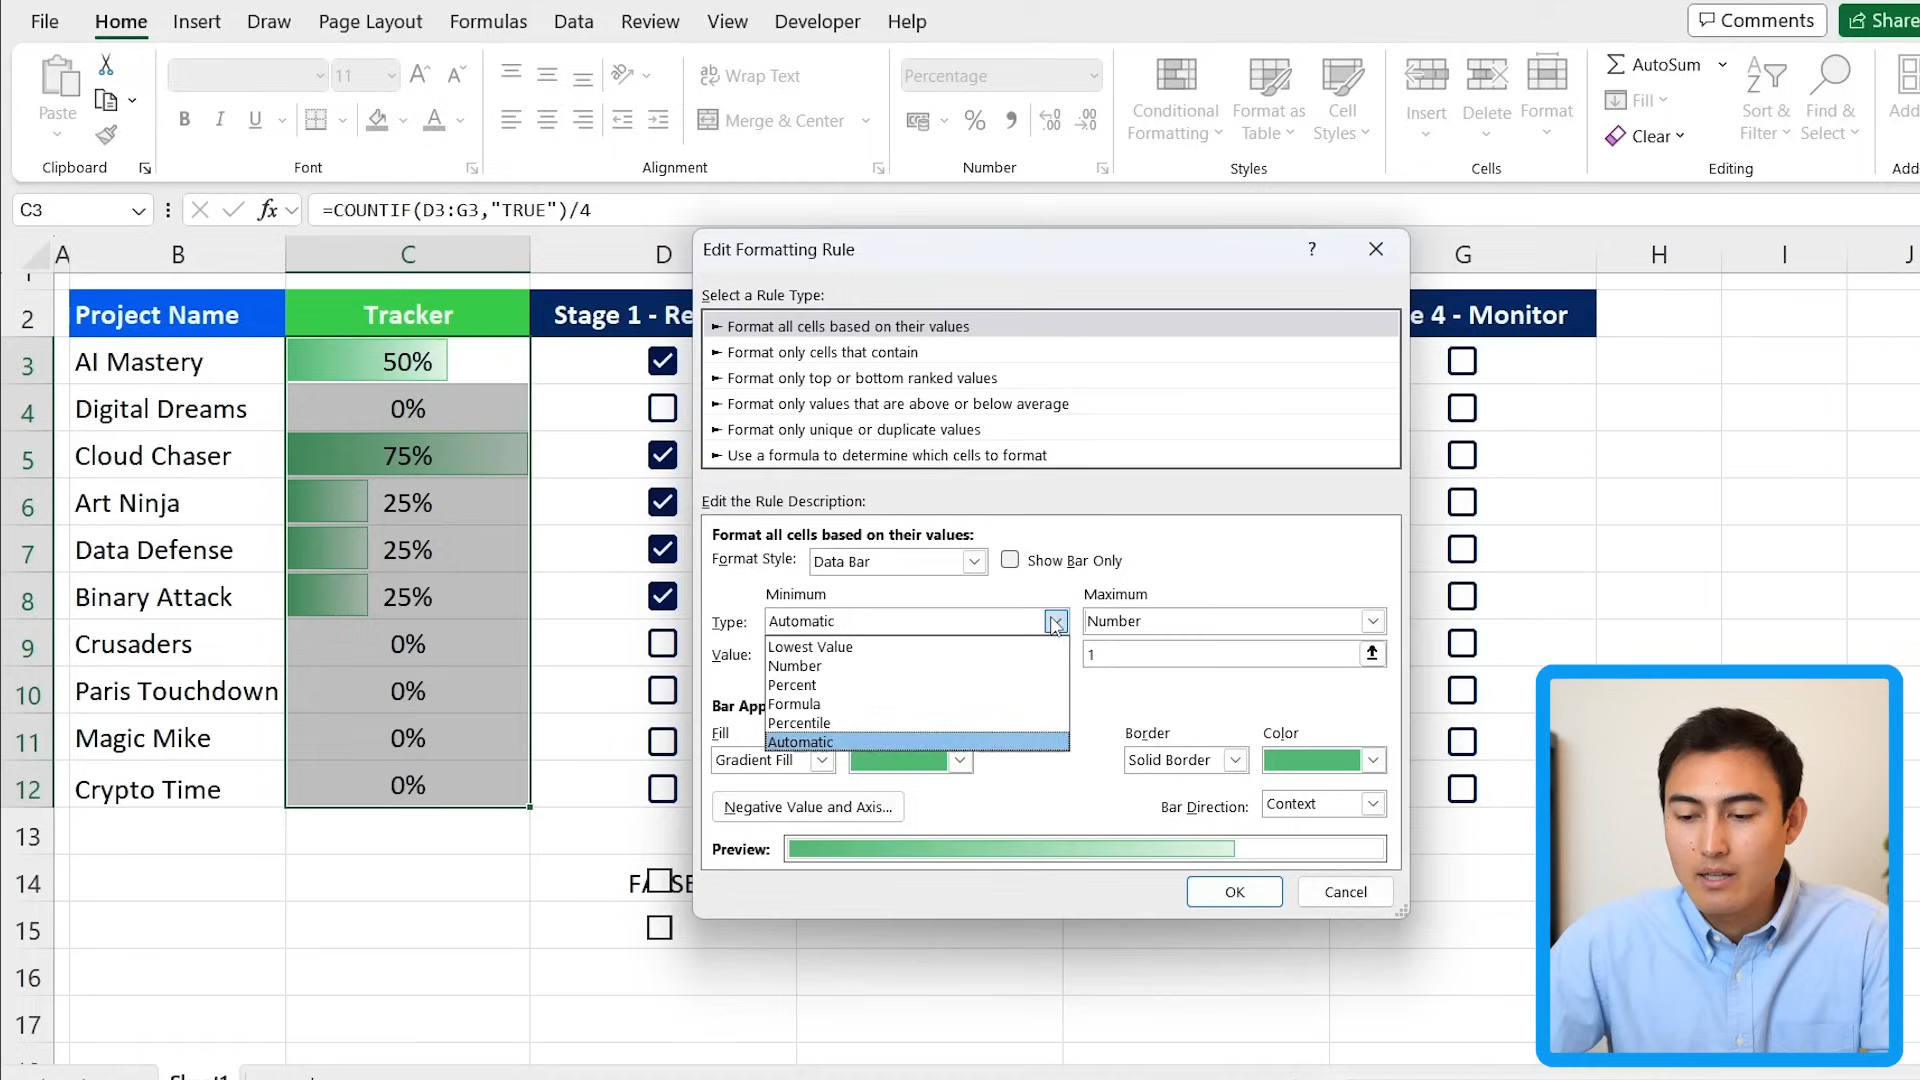 File Home Insert Draw Page Layout Formulas Data Review View Developer Help Comments Share
Paste
11
Wrap Text
Merge & Center
Percentage
Conditional Formatting
Format as Table
Cell Styles
Insert Delete Format
AutoSum
Fill
Clear
Sort & Filter
Find & Select
Clipboard Font Alignment Number Styles Cells Editing
C3 fx =COUNTIF(D3:G3,"TRUE")/4
A B C D G H I J
2 Project Name Tracker Stage 1 - Re e 4 - Monitor
3 AI Mastery 50%
4 Digital Dreams 0%
5 Cloud Chaser 75%
6 Art Ninja 25%
7 Data Defense 25%
8 Binary Attack 25%
9 Crusaders 0%
10 Paris Touchdown 0%
11 Magic Mike 0%
12 Crypto Time 0%
13
14
15
16
17
Edit Formatting Rule ?
Select a Rule Type:
► Format all cells based on their values
► Format only cells that contain
► Format only top or bottom ranked values
► Format only values that are above or below average
► Format only unique or duplicate values
► Use a formula to determine which cells to format
Edit the Rule Description:
Format all cells based on their values:
Format Style: Data Bar Show Bar Only
Minimum Maximum
Type: Automatic Number
Value: 1
Lowest Value
Number
Percent
Formula
Percentile
Automatic
Bar App
Fill Border Color
Gradient Fill Solid Border
Negative Value and Axis... Bar Direction: Context
Preview:
OK Cancel